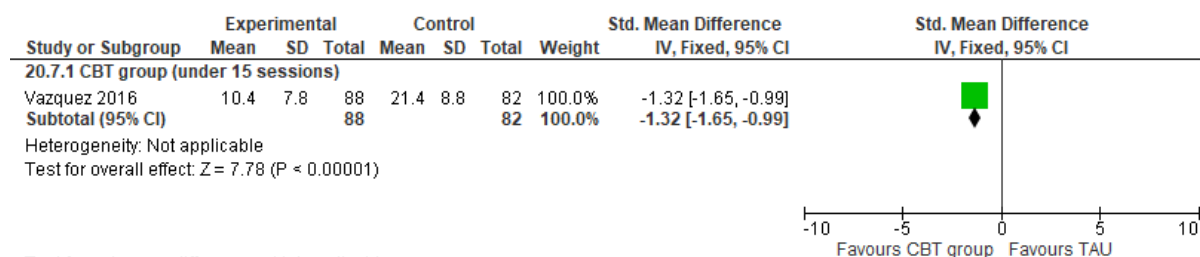 Experimental Control Std. Mean Difference Std. Mean Difference
Study or Subgroup Mean SD Total Mean SD Total Weight IV, Fixed, 95% CI IV, Fixed, 95% CI
20.7.1 CBT group (under 15 sessions)
Vazquez 2016 10.4 7.8 88 21.4 8.8 82 100.0% -1.32 [-1.65, -0.99]
Subtotal (95% CI) 88 82 100.0% -1.32 [-1.65, -0.99]
Heterogeneity: Not applicable
Test for overall effect: Z = 7.78 (P < 0.00001)
-10 -5 0 5 10
Favours CBT group Favours TAU